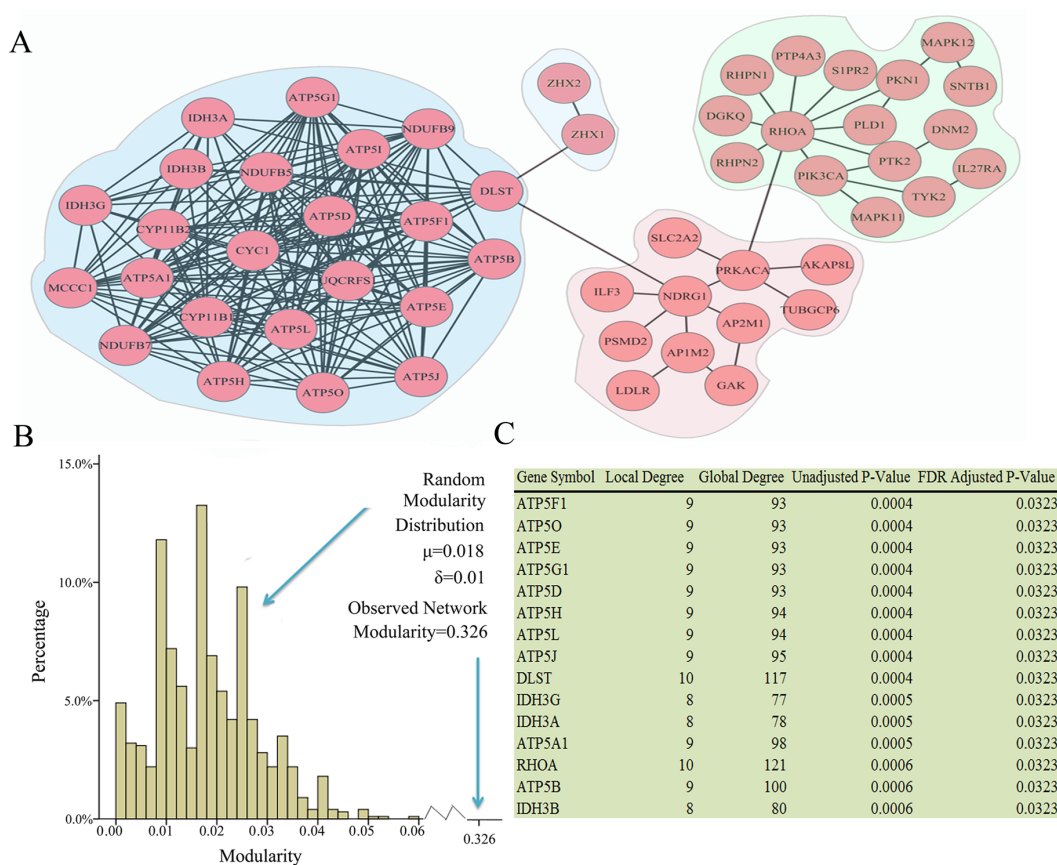 A
ATP5G1
IDH3A
NDUFB9
ATP5I
IDH3B
NDUFB5
DLST
IDH3G
ATP5D
ATP5F1
CYP11B2
CYC1
ATP5B
ATP5A1
UQCRFS
MCCC1
ATP5E
CYP11B1
ATP5L
NDUFB7
ATP5H
ATP5O
ATP5J
ZHX2
ZHX1
MAPK12
PTP4A3
S1PR2
RHPN1
PKN1
SNTB1
DGKQ
RHOA
PLD1
DNM2
RHPN2
PTK2
PIK3CA
IL27RA
TYK2
MAPK11
SLC2A2
PRKACA
AKAP8L
ILF3
NDRG1
TUBGCP6
PSMD2
AP2M1
AP1M2
LDLR
GAK
B
15.0%
10.0%
5.0%
0.0%
Percentage
0.00 0.01 0.02 0.03 0.04 0.05 0.06 0.326
Modularity
Random
Modularity
Distribution
μ=0.018
δ=0.01
Observed Network
Modularity=0.326
C
Gene Symbol Local Degree Global Degree Unadjusted P-Value FDR Adjusted P-Value
ATP5F1 9 93 0.0004 0.0323
ATP5O 9 93 0.0004 0.0323
ATP5E 9 93 0.0004 0.0323
ATP5G1 9 93 0.0004 0.0323
ATP5D 9 93 0.0004 0.0323
ATP5H 9 94 0.0004 0.0323
ATP5L 9 94 0.0004 0.0323
ATP5J 9 95 0.0004 0.0323
DLST 10 117 0.0004 0.0323
IDH3G 8 77 0.0005 0.0323
IDH3A 8 78 0.0005 0.0323
ATP5A1 9 98 0.0005 0.0323
RHOA 10 121 0.0006 0.0323
ATP5B 9 100 0.0006 0.0323
IDH3B 8 80 0.0006 0.0323